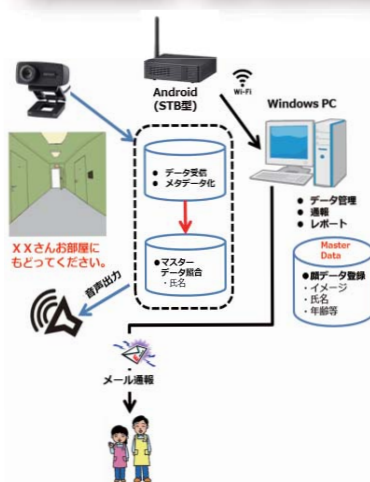 Android
(STB型)
Wi-Fi
Windows PC
● データ受信
● メタデータ化
● データ管理
● 通報
● レポート
XXさんお部屋に
もどってください。
●マスター
データ照合
・氏名
音声出力
Master
Data
●顔データ登録
・イメージ
・氏名
・年齢等
メール通報